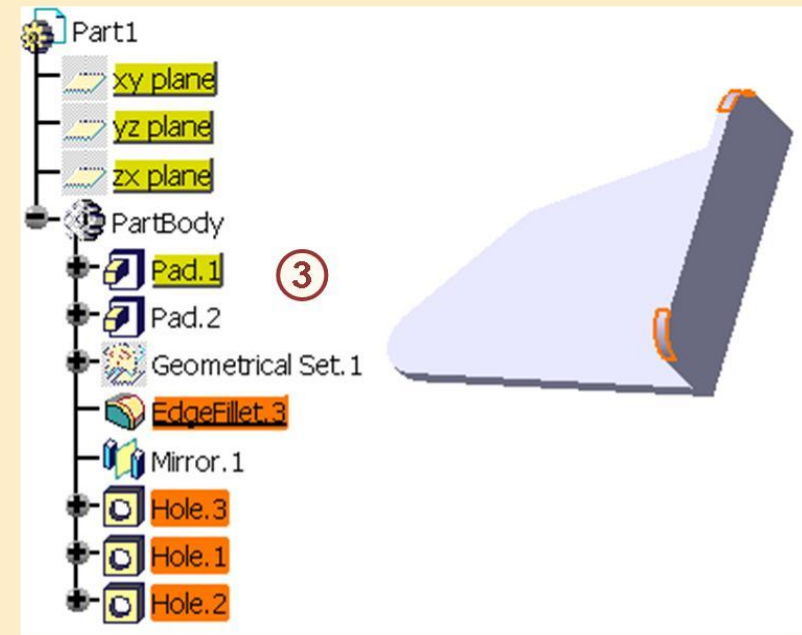 Part1
xy plane
yz plane
zx plane
PartBody
Pad.1
3
Pad.2
Geometrical Set.1
EdgeFillet.3
Mirror.1
Hole.3
Hole.1
Hole.2